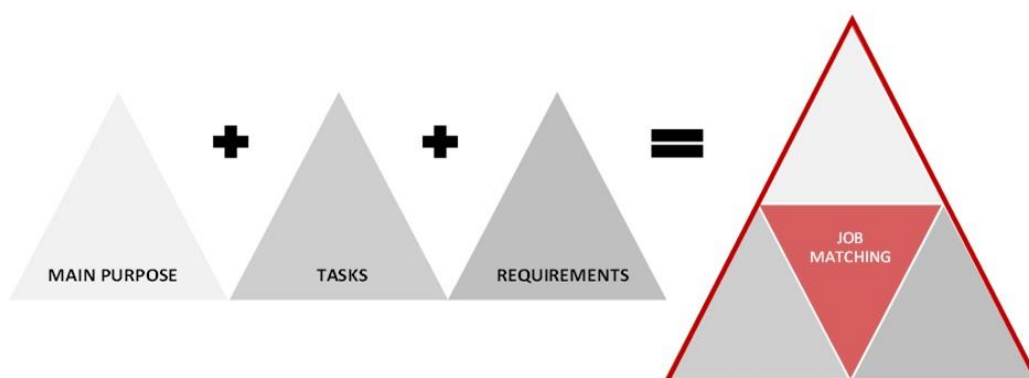 MAIN PURPOSE
TASKS
REQUIREMENTS
JOB
MATCHING